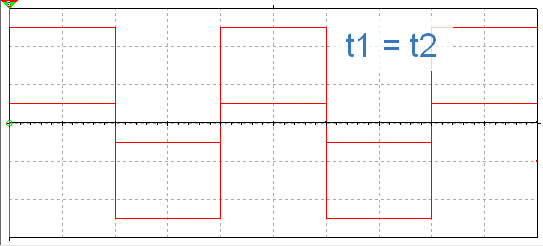 t1 = t2